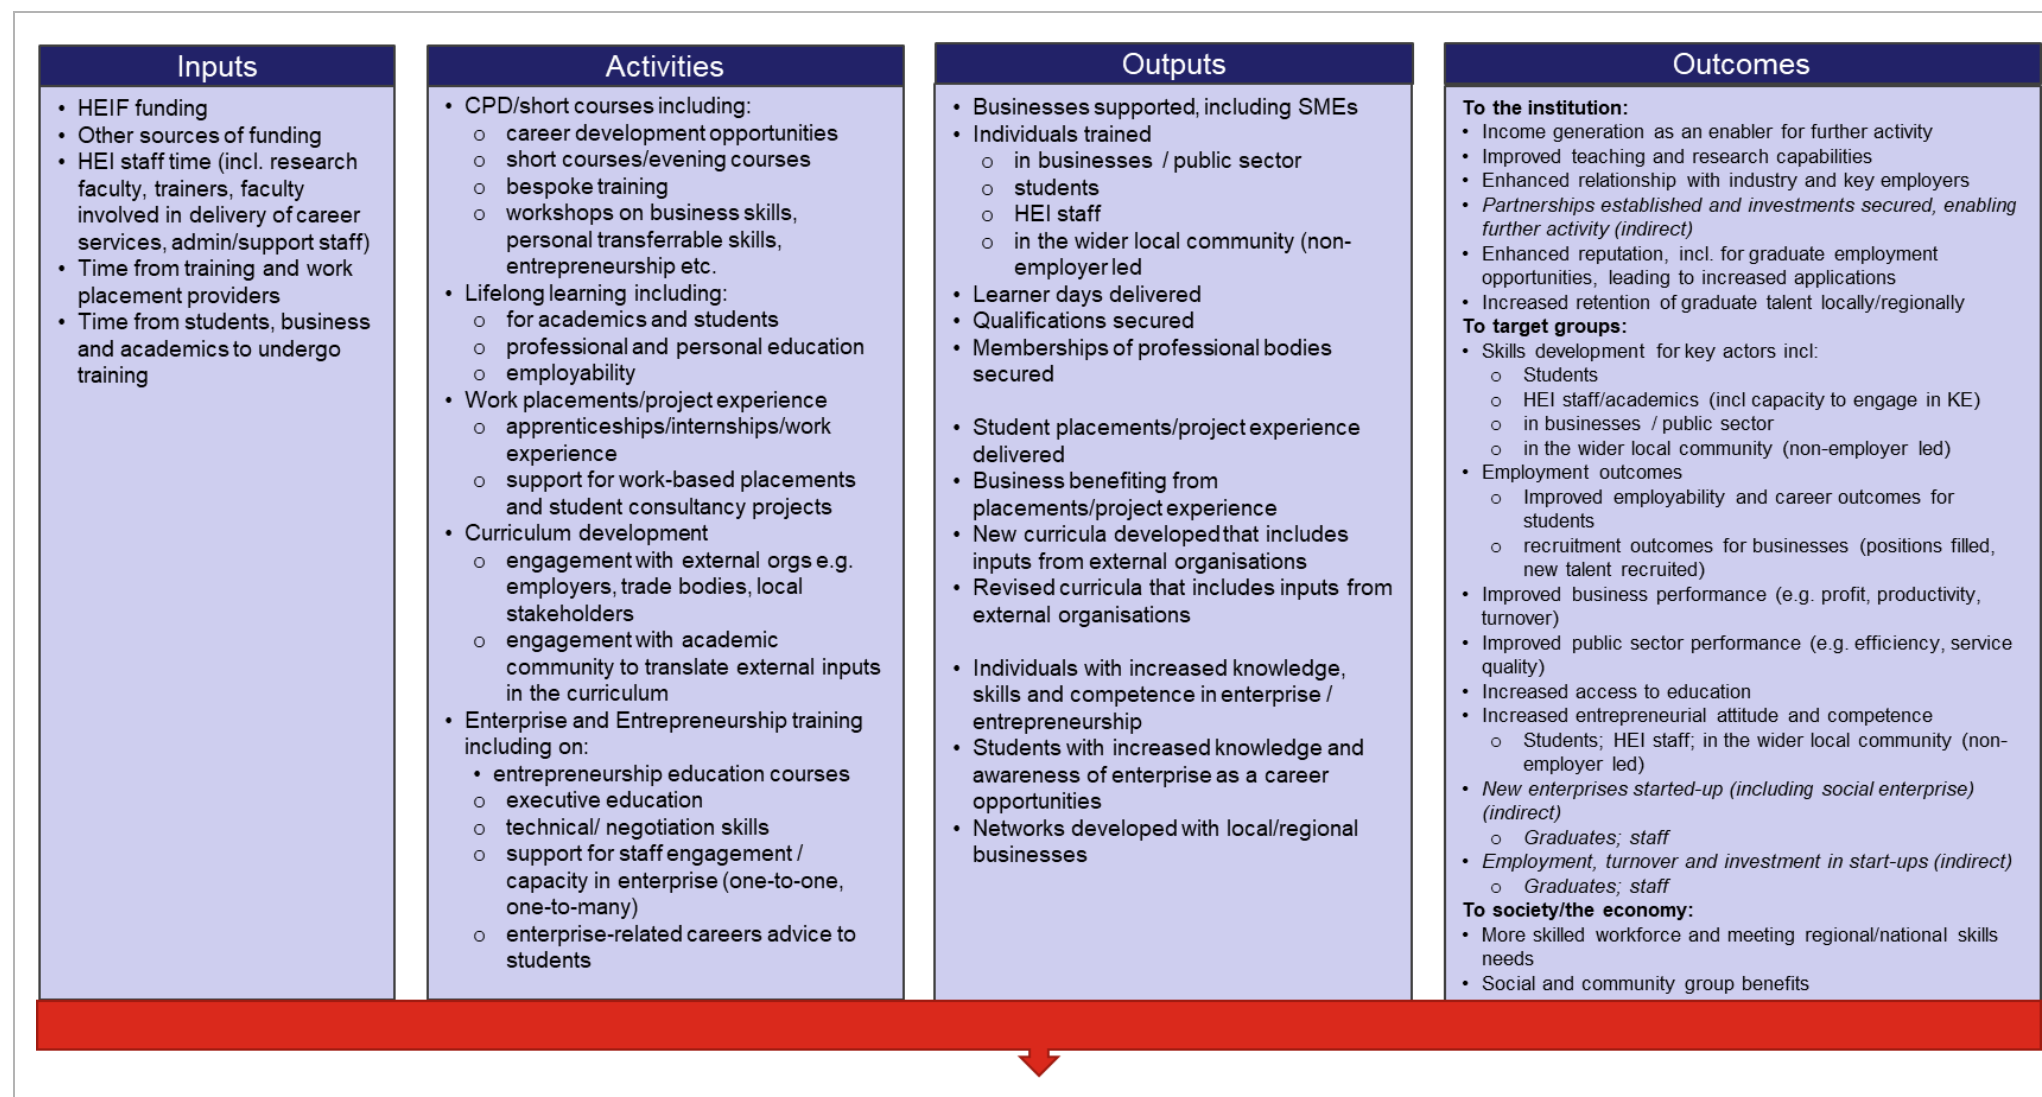 Inputs
• HEIF funding
• Other sources of funding
• HEI staff time (incl. research
faculty, trainers, faculty
involved in delivery of career
services, admin/support staff)
• Time from training and work
placement providers
• Time from students, business
and academics to undergo
training
Activities
• CPD/short courses including:
o career development opportunities
o short courses/evening courses
o bespoke training
o workshops on business skills,
personal transferrable skills,
entrepreneurship etc.
• Lifelong learning including:
o for academics and students
o professional and personal education
o employability
• Work placements/project experience
o apprenticeships/internships/work
experience
o support for work-based placements
and student consultancy projects
• Curriculum development
o engagement with external orgs e.g.
employers, trade bodies, local
stakeholders
o engagement with academic
community to translate external inputs
in the curriculum
• Enterprise and Entrepreneurship training
including on:
• entrepreneurship education courses
o executive education
o technical/ negotiation skills
o support for staff engagement /
capacity in enterprise (one-to-one,
one-to-many)
o enterprise-related careers advice to
students
Outputs
• Businesses supported, including SMEs
• Individuals trained
o in businesses / public sector
o students
o HEI staff
o in the wider local community (non-
employer led
• Learner days delivered
• Qualifications secured
• Memberships of professional bodies
secured
• Student placements/project experience
delivered
• Business benefiting from
placements/project experience
• New curricula developed that includes
inputs from external organisations
• Revised curricula that includes inputs from
external organisations
• Individuals with increased knowledge,
skills and competence in enterprise /
entrepreneurship
• Students with increased knowledge and
awareness of enterprise as a career
opportunities
• Networks developed with local/regional
businesses
Outcomes
To the institution:
• Income generation as an enabler for further activity
• Improved teaching and research capabilities
• Enhanced relationship with industry and key employers
• Partnerships established and investments secured, enabling
further activity (indirect)
• Enhanced reputation, incl. for graduate employment
opportunities, leading to increased applications
• Increased retention of graduate talent locally/regionally
To target groups:
• Skills development for key actors incl:
o Students
o HEI staff/academics (incl capacity to engage in KE)
o in businesses / public sector
o in the wider local community (non-employer led)
• Employment outcomes
o Improved employability and career outcomes for
students
o recruitment outcomes for businesses (positions filled,
new talent recruited)
• Improved business performance (e.g. profit, productivity,
turnover)
• Improved public sector performance (e.g. efficiency, service
quality)
• Increased access to education
• Increased entrepreneurial attitude and competence
o Students; HEI staff; in the wider local community (non-
employer led)
• New enterprises started-up (including social enterprise)
(indirect)
o Graduates; staff
• Employment, turnover and investment in start-ups (indirect)
o Graduates; staff
To society/the economy:
• More skilled workforce and meeting regional/national skills
needs
• Social and community group benefits